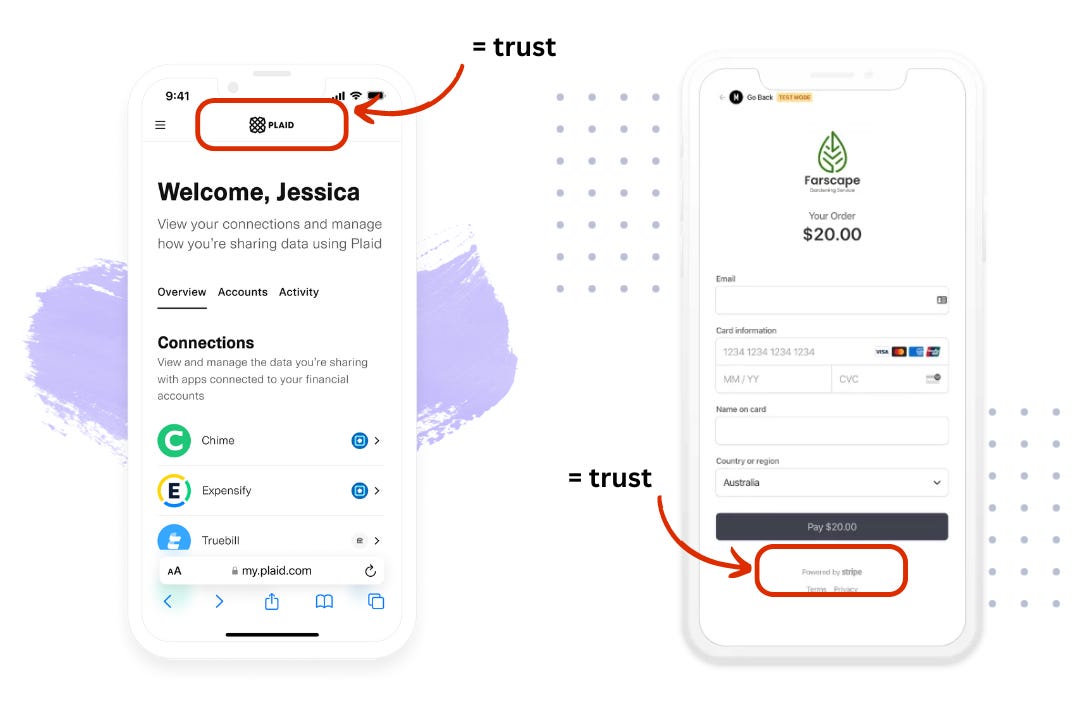 = trust
9:41
PLAID
Welcome, Jessica
View your connections and manage
how you're sharing data using Plaid
Overview Accounts Activity
Connections
View and manage the data you're sharing
with apps connected to your financial
accounts
C Chime
E Expensify
Truebill
AA my.plaid.com
M Go Back TEST MODE
Farscape
Gardening Service
Your Order
$20.00
Email
Card information
1234 1234 1234 1234 VISA
MM / YY CVC
Name on card
Country or region
Australia
= trust
Pay $20.00
Powered by stripe
Terms Privacy